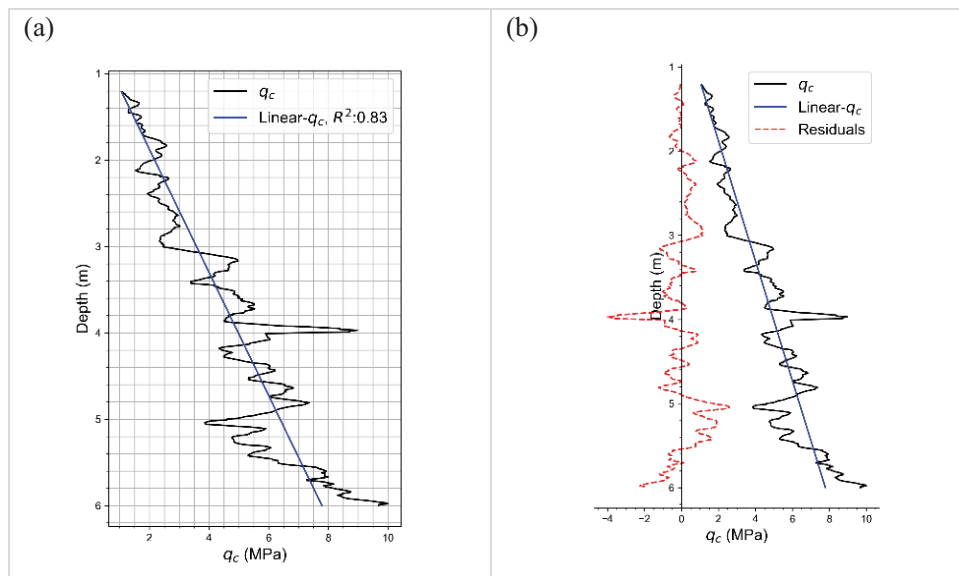 (a)
q_c
Linear-q_c, R²:0.83
1
2
3
4
5
6
Depth (m)
2 4 6 8 10
q_c (MPa)
(b)
q_c
Linear-q_c
Residuals
1
2
3
4
5
6
Depth (m)
−4 −2 0 2 4 6 8 10
q_c (MPa)